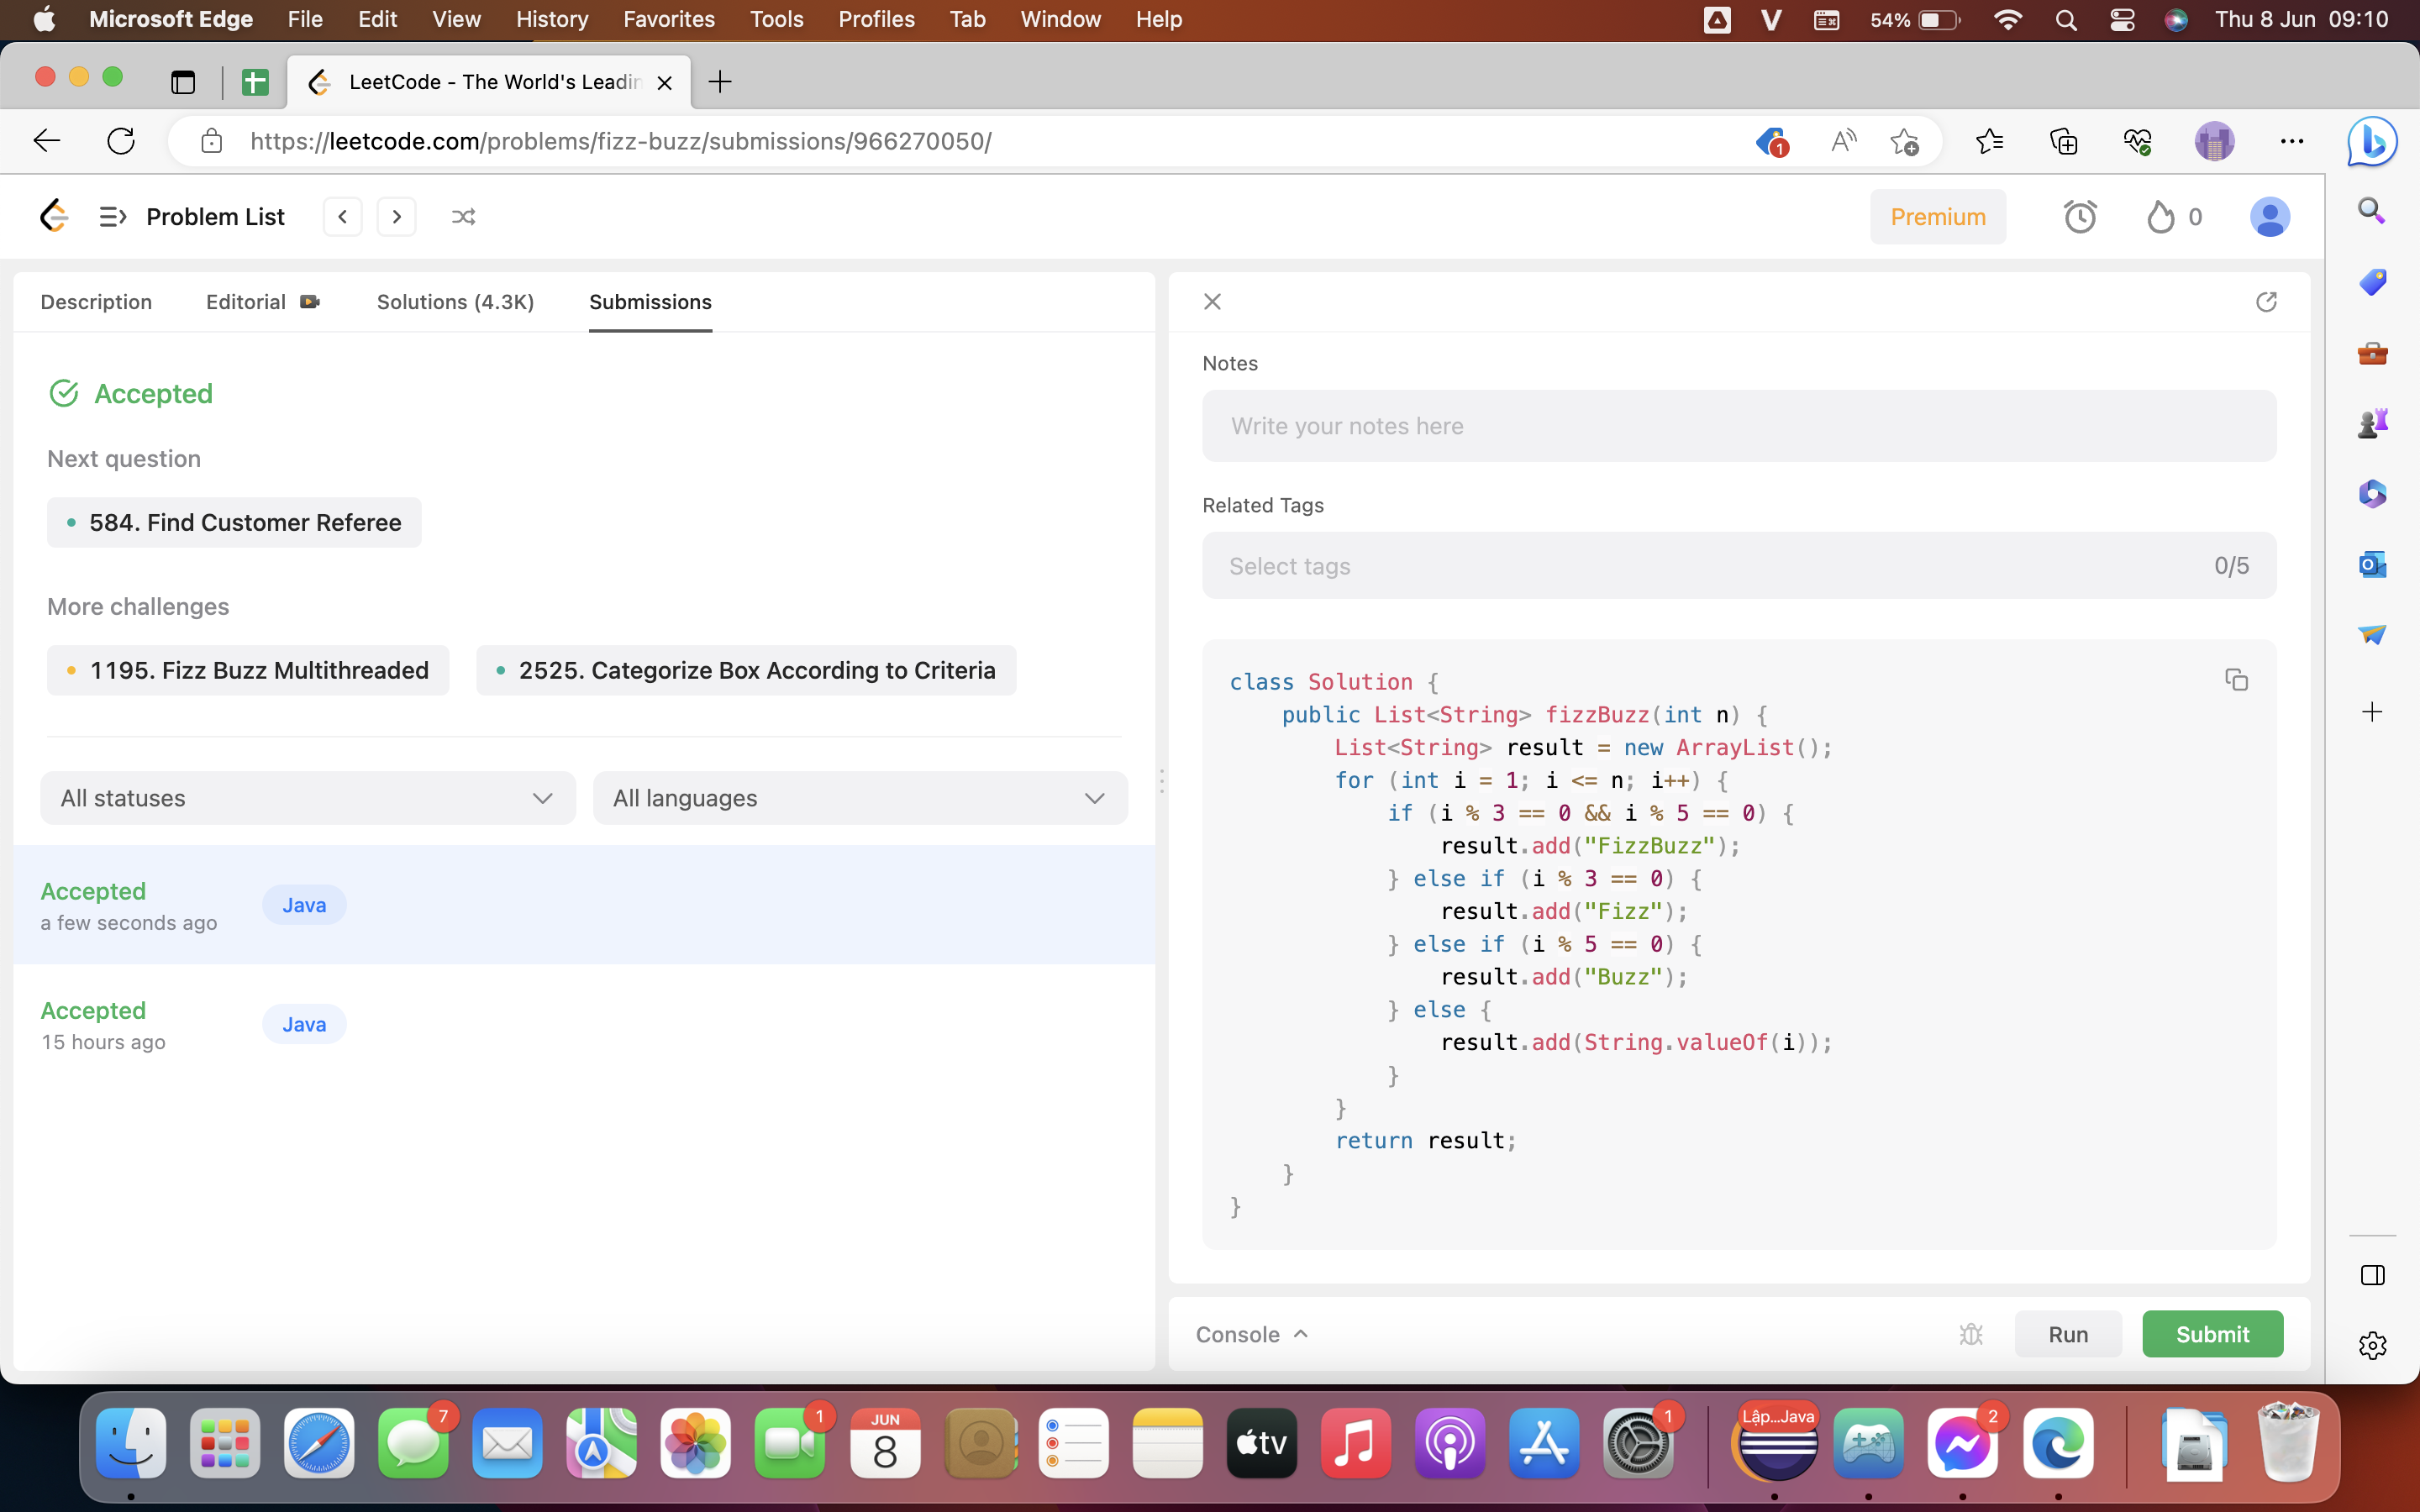 Microsoft Edge File Edit View History Favorites Tools Profiles Tab Window Help 54% Thu 8 Jun 09:10
LeetCode - The World's Leadin
https://leetcode.com/problems/fizz-buzz/submissions/966270050/
1
Problem List
Premium
0
Description Editorial Solutions (4.3K) Submissions
Accepted
Next question
584. Find Customer Referee
More challenges
1195. Fizz Buzz Multithreaded
2525. Categorize Box According to Criteria
All statuses
All languages
Accepted
a few seconds ago
Java
Accepted
15 hours ago
Java
Notes
Write your notes here
Related Tags
Select tags
0/5
class Solution {
    public List<String> fizzBuzz(int n) {
        List<String> result = new ArrayList();
        for (int i = 1; i <= n; i++) {
            if (i % 3 == 0 && i % 5 == 0) {
                result.add("FizzBuzz");
            } else if (i % 3 == 0) {
                result.add("Fizz");
            } else if (i % 5 == 0) {
                result.add("Buzz");
            } else {
                result.add(String.valueOf(i));
            }
        }
        return result;
    }
}
Console
Run
Submit
7
1
JUN
8
tv
1
Lập...Java
2